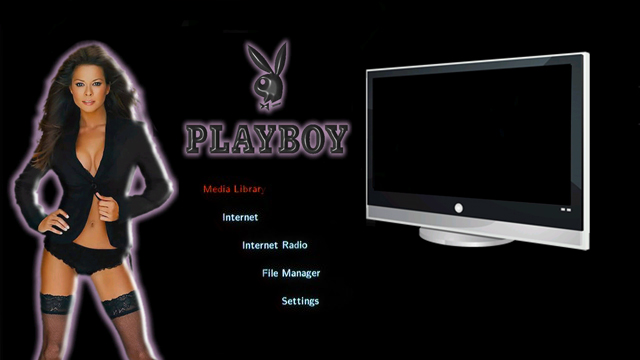 PLAYBOY
Media Library
Internet
Internet Radio
File Manager
Settings